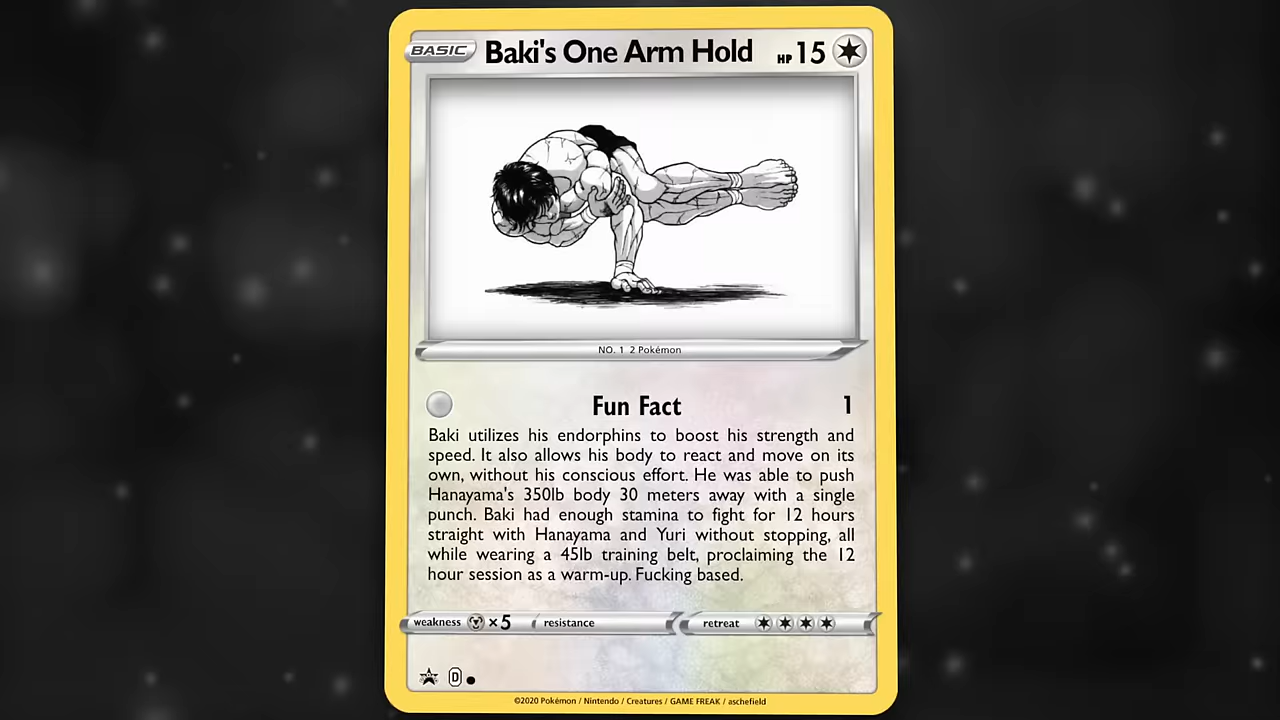 BASIC Baki's One Arm Hold HP 15
NO. 1 2 Pokémon
Fun Fact 1
Baki utilizes his endorphins to boost his strength and
speed. It also allows his body to react and move on its
own, without his conscious effort. He was able to push
Hanayama's 350lb body 30 meters away with a single
punch. Baki had enough stamina to fight for 12 hours
straight with Hanayama and Yuri without stopping, all
while wearing a 45lb training belt, proclaiming the 12
hour session as a warm-up. Fucking based.
weakness ×5 resistance retreat
D
©2020 Pokémon / Nintendo / Creatures / GAME FREAK / aschefield